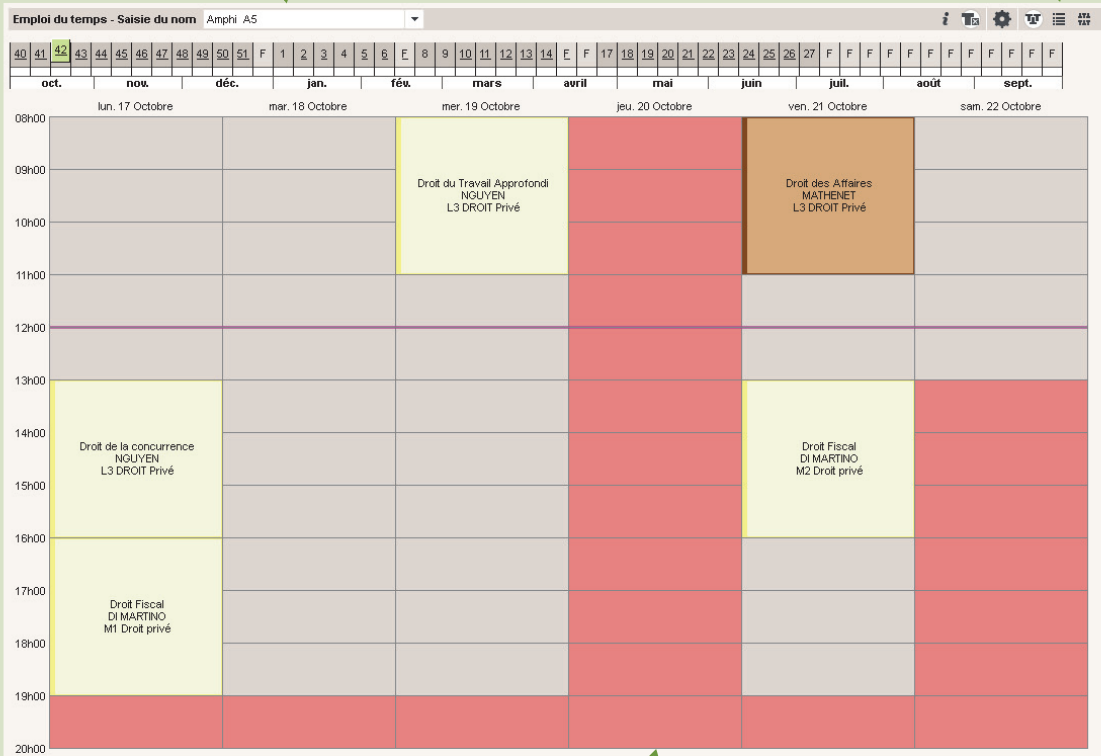 Emploi du temps - Saisie du nom Amphi A5
40 41 42 43 44 45 46 47 48 49 50 51 F 1 2 3 4 5 6 F 8 9 10 11 12 13 14 F F 17 18 19 20 21 22 23 24 25 26 27 F F F F F F F F F F F F
oct. nov. déc. jan. fév. mars avril mai juin juil. août sept.
lun. 17 Octobre mar. 18 Octobre mer. 19 Octobre jeu. 20 Octobre ven. 21 Octobre sam. 22 Octobre
08h00
09h00
Droit du Travail Approfondi
NGUYEN
L3 DROIT Privé
Droit des Affaires
MATHENET
L3 DROIT Privé
10h00
11h00
12h00
13h00
14h00
Droit de la concurrence
NGUYEN
L3 DROIT Privé
Droit Fiscal
DI MARTINO
M2 Droit privé
15h00
16h00
17h00
Droit Fiscal
DI MARTINO
M1 Droit privé
18h00
19h00
20h00